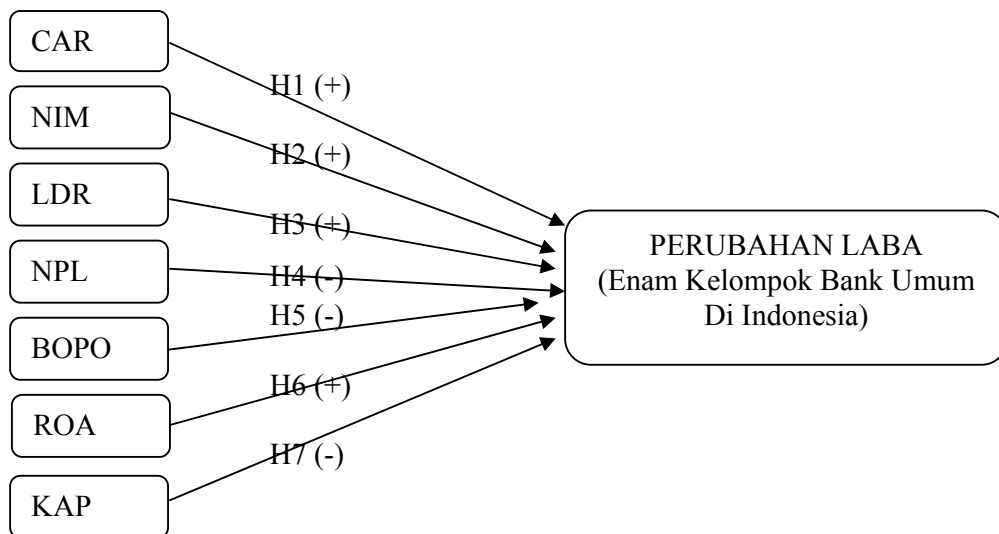 CAR
H1 (+)
NIM
H2 (+)
LDR
H3 (+)
NPL
H4 (-)
H5 (-)
BOPO
H6 (+)
ROA
H7 (-)
KAP
PERUBAHAN LABA
(Enam Kelompok Bank Umum
Di Indonesia)